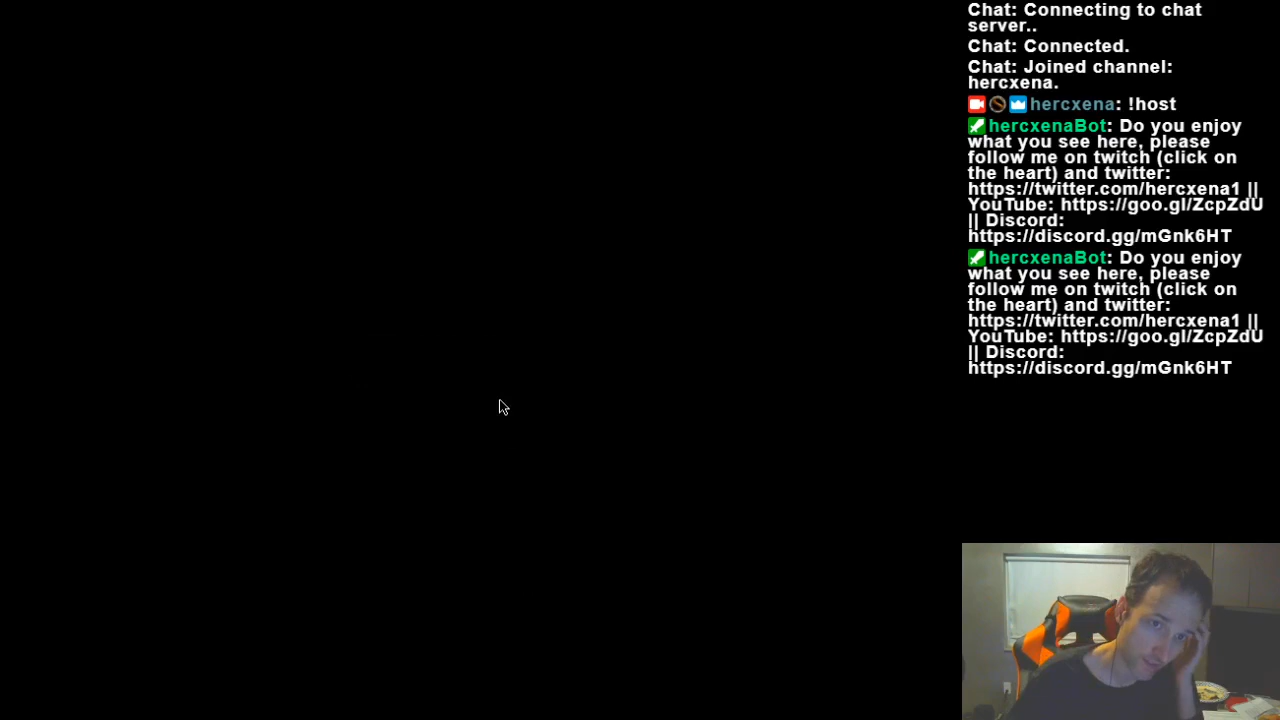 Chat: Connecting to chat
server..
Chat: Connected.
Chat: Joined channel:
hercxena.
hercxena: !host
hercxenaBot: Do you enjoy
what you see here, please
follow me on twitch (click on
the heart) and twitter:
https://twitter.com/hercxena1 ||
YouTube: https://goo.gl/ZcpZdU
|| Discord:
https://discord.gg/mGnk6HT
hercxenaBot: Do you enjoy
what you see here, please
follow me on twitch (click on
the heart) and twitter:
https://twitter.com/hercxena1 ||
YouTube: https://goo.gl/ZcpZdU
|| Discord:
https://discord.gg/mGnk6HT